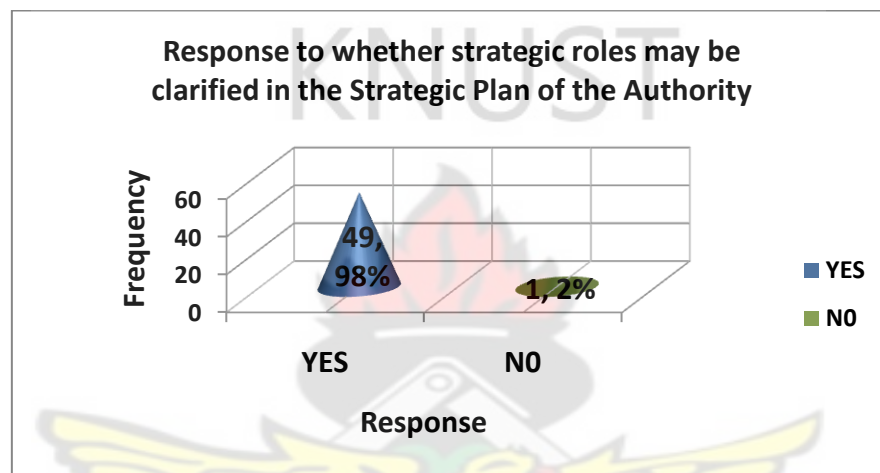 KNUST
Response to whether strategic roles may be
clarified in the Strategic Plan of the Authority
Frequency
60
40
20
0
49,
98%
1, 2%
YES
N0
Response
YES
N0